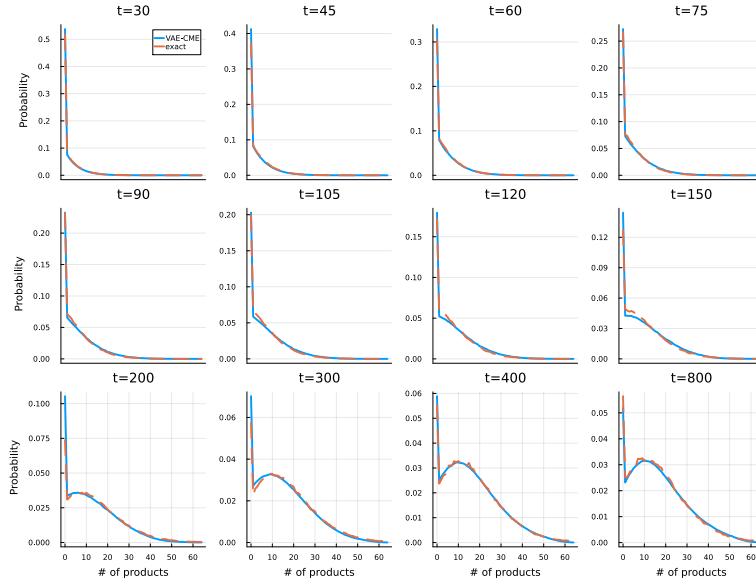 t=30
t=45
t=60
t=75
VAE-CME
exact
Probability
0.5
0.4
0.3
0.2
0.1
0.0
0.4
0.3
0.2
0.1
0.0
0.3
0.2
0.1
0.0
0.25
0.20
0.15
0.10
0.05
0.00
t=90
t=105
t=120
t=150
Probability
0.20
0.15
0.10
0.05
0.00
0.20
0.15
0.10
0.05
0.00
0.15
0.10
0.05
0.00
0.12
0.09
0.06
0.03
0.00
t=200
t=300
t=400
t=800
Probability
0.100
0.075
0.050
0.025
0.000
0.06
0.04
0.02
0.00
0.06
0.05
0.04
0.03
0.02
0.01
0.00
0.05
0.04
0.03
0.02
0.01
0.00
0 10 20 30 40 50 60
0 10 20 30 40 50 60
0 10 20 30 40 50 60
0 10 20 30 40 50 60
# of products
# of products
# of products
# of products